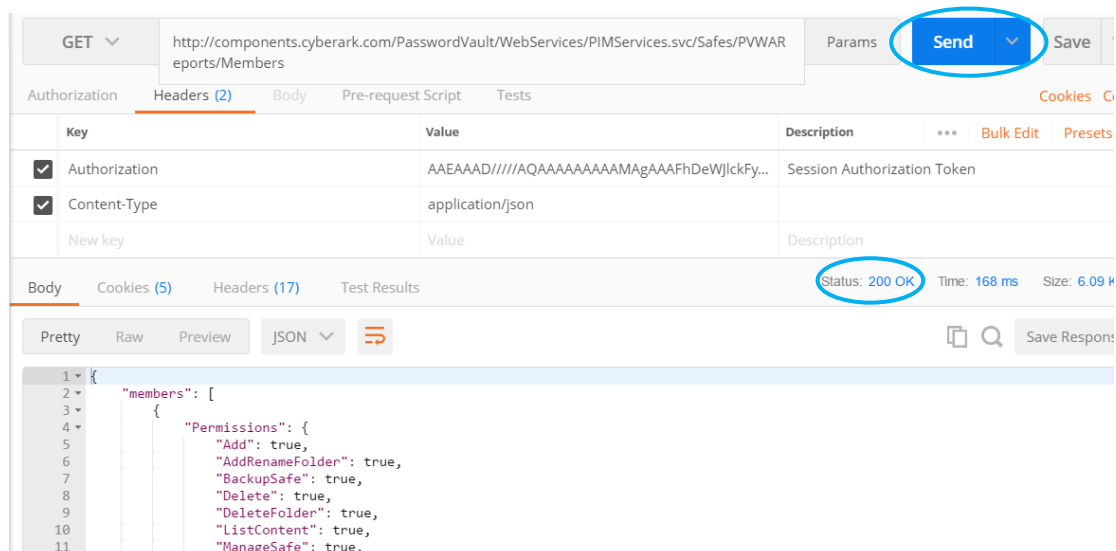 GET
http://components.cyberark.com/PasswordVault/WebServices/PIMServices.svc/Safes/PVWAR
eports/Members
Params Send Save
Authorization Headers (2) Body Pre-request Script Tests Cookies
Key Value Description ••• Bulk Edit Presets
Authorization AAEAAAD/////AQAAAAAAAAAMAgAAAFhDeWJlckFy... Session Authorization Token
Content-Type application/json
New key Value Description
Body Cookies (5) Headers (17) Test Results Status: 200 OK Time: 168 ms Size: 6.09 K
Pretty Raw Preview JSON Save Respons
1 {
2 "members": [
3 {
4 "Permissions": {
5 "Add": true,
6 "AddRenameFolder": true,
7 "BackupSafe": true,
8 "Delete": true,
9 "DeleteFolder": true,
10 "ListContent": true,
11 "ManageSafe": true,